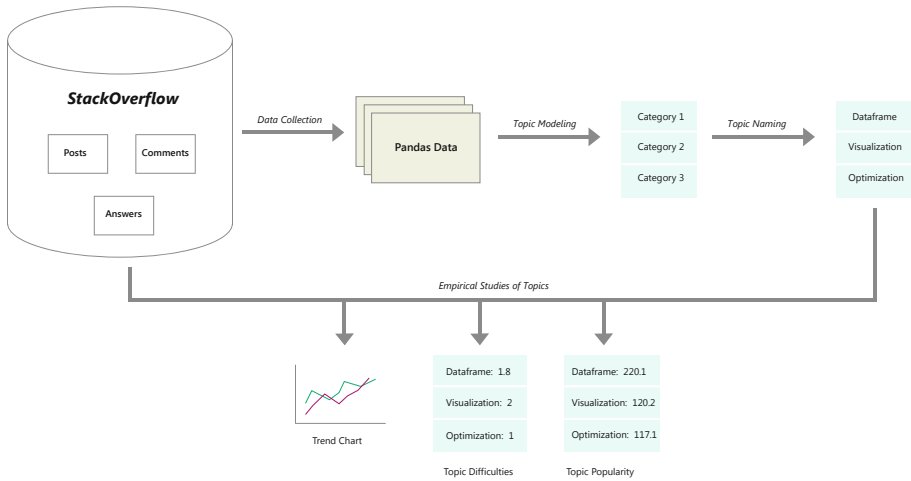 StackOverflow
Posts
Comments
Answers
Data Collection
Pandas Data
Topic Modeling
Category 1
Category 2
Category 3
Topic Naming
Dataframe
Visualization
Optimization
Empirical Studies of Topics
Trend Chart
Dataframe: 1.8
Visualization: 2
Optimization: 1
Topic Difficulties
Dataframe: 220.1
Visualization: 120.2
Optimization: 117.1
Topic Popularity